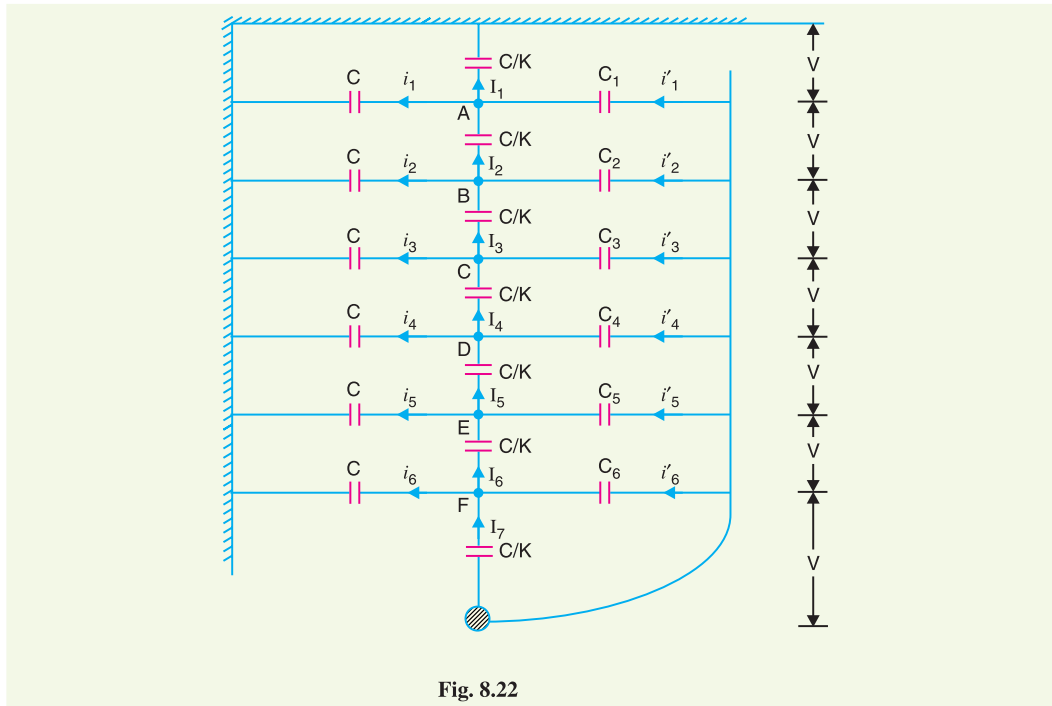 C/K
V
C i₁ I₁ C₁ i′₁
A
C/K V
C i₂ I₂ C₂ i′₂
B
C/K V
C i₃ I₃ C₃ i′₃
C
C/K V
C i₄ I₄ C₄ i′₄
D
C/K V
C i₅ I₅ C₅ i′₅
E
C/K V
C i₆ I₆ C₆ i′₆
F
I₇
C/K V
Fig. 8.22